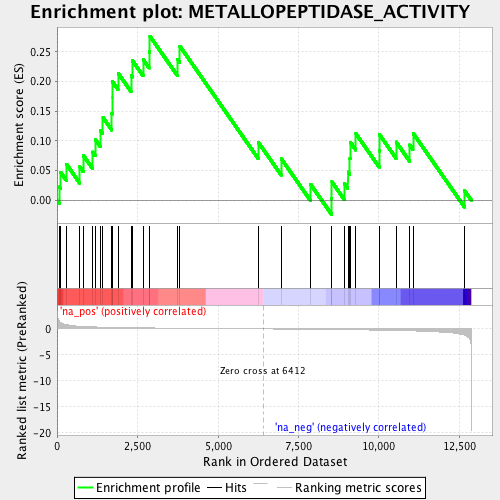 Enrichment plot: METALLOPEPTIDASE_ACTIVITY
Enrichment score (ES)
0.25
0.20
0.15
0.10
0.05
0.00
'na_pos' (positively correlated)
Ranked list metric (PreRanked)
0
-5
-10
-15
-20
Zero cross at 6412
'na_neg' (negatively correlated)
0
2,500
5,000
7,500
10,000
12,500
Rank in Ordered Dataset
Enrichment profile
Hits
Ranking metric scores